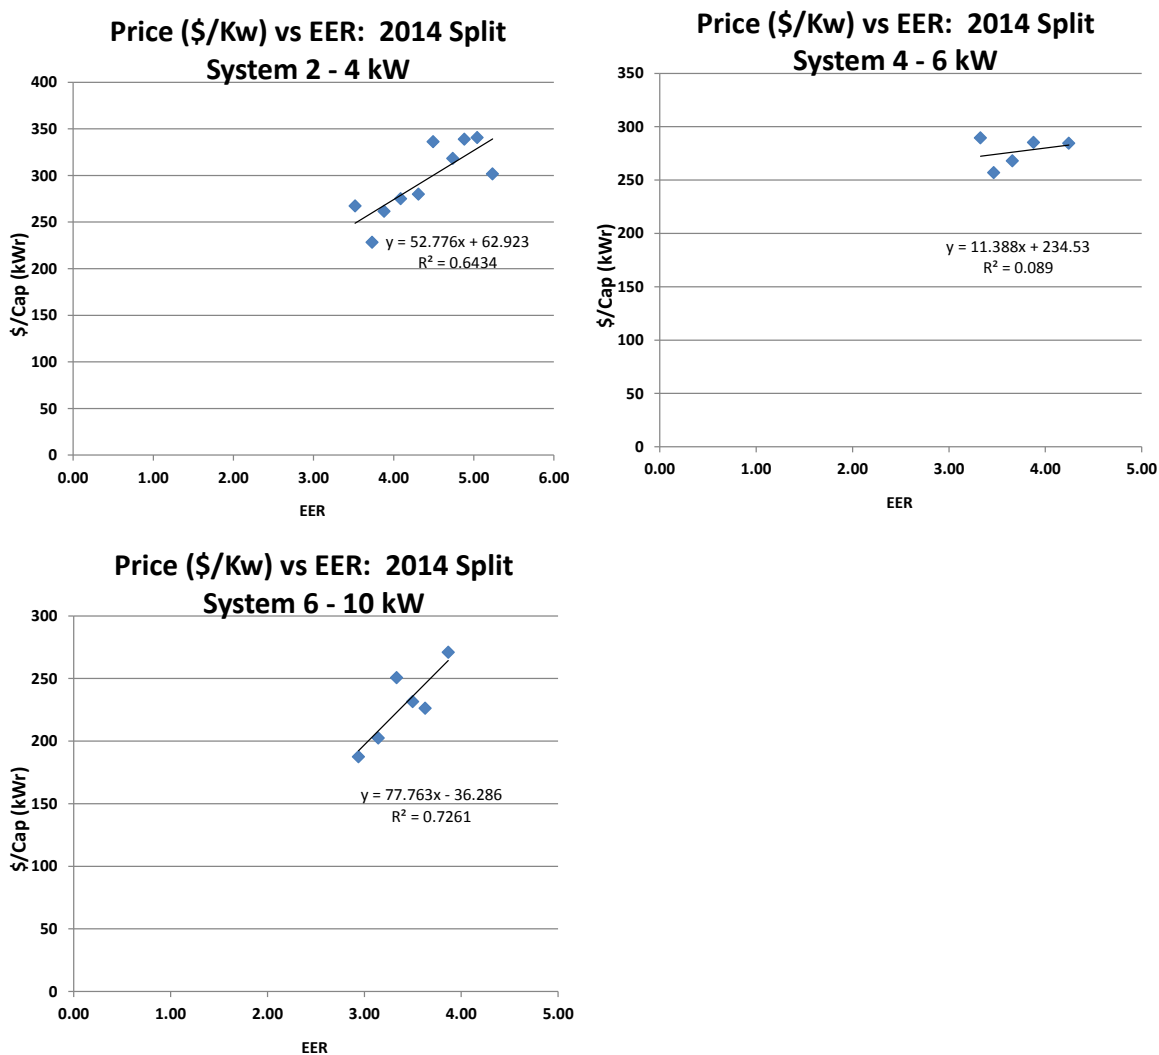 Price ($/Kw) vs EER:  2014 Split
System 2 - 4 kW
400
350
300
250
200
150
100
50
0
$/Cap (kWr)
y = 52.776x + 62.923
R² = 0.6434
0.00 1.00 2.00 3.00 4.00 5.00 6.00
EER
Price ($/Kw) vs EER:  2014 Split
System 4 - 6 kW
350
300
250
200
150
100
50
0
$/Cap (kWr)
y = 11.388x + 234.53
R² = 0.089
0.00 1.00 2.00 3.00 4.00 5.00
EER
Price ($/Kw) vs EER:  2014 Split
System 6 - 10 kW
300
250
200
150
100
50
0
$/Cap (kWr)
y = 77.763x - 36.286
R² = 0.7261
0.00 1.00 2.00 3.00 4.00 5.00
EER